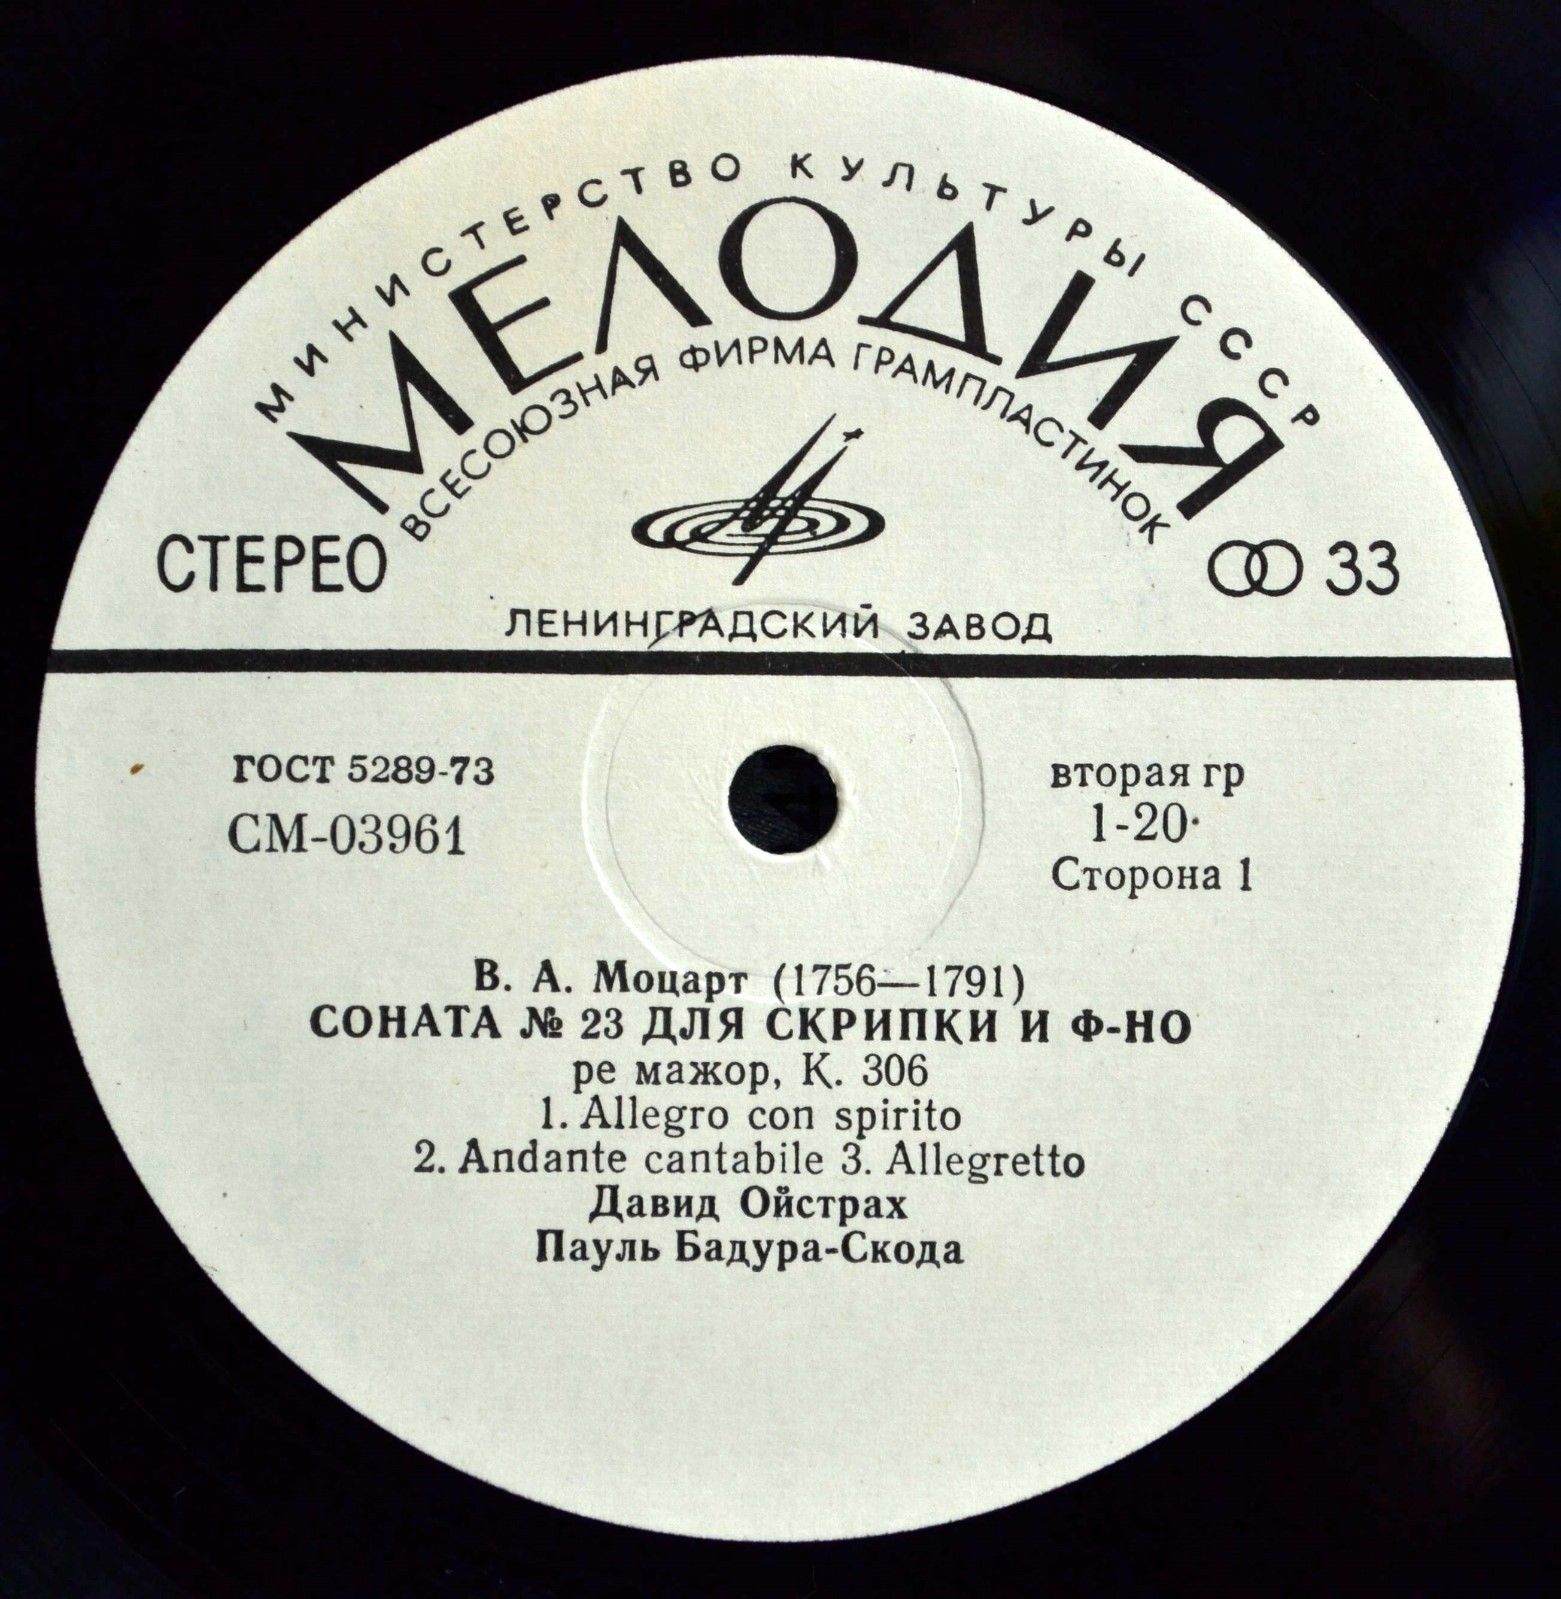 МИНИСТЕРСТВО КУЛЬТУРЫ СССР
МЕЛОДИЯ
ВСЕСОЮЗНАЯ ФИРМА ГРАМПЛАСТИНОК
СТЕРЕО
33
ЛЕНИНГРАДСКИЙ ЗАВОД
ГОСТ 5289-73
СМ-03961
вторая гр
1-20·
Сторона 1
В. А. Моцарт (1756—1791)
СОНАТА № 23 ДЛЯ СКРИПКИ И Ф-НО
ре мажор, К. 306
1. Allegro con spirito
2. Andante cantabile 3. Allegretto
Давид Ойстрах
Пауль Бадура-Скода